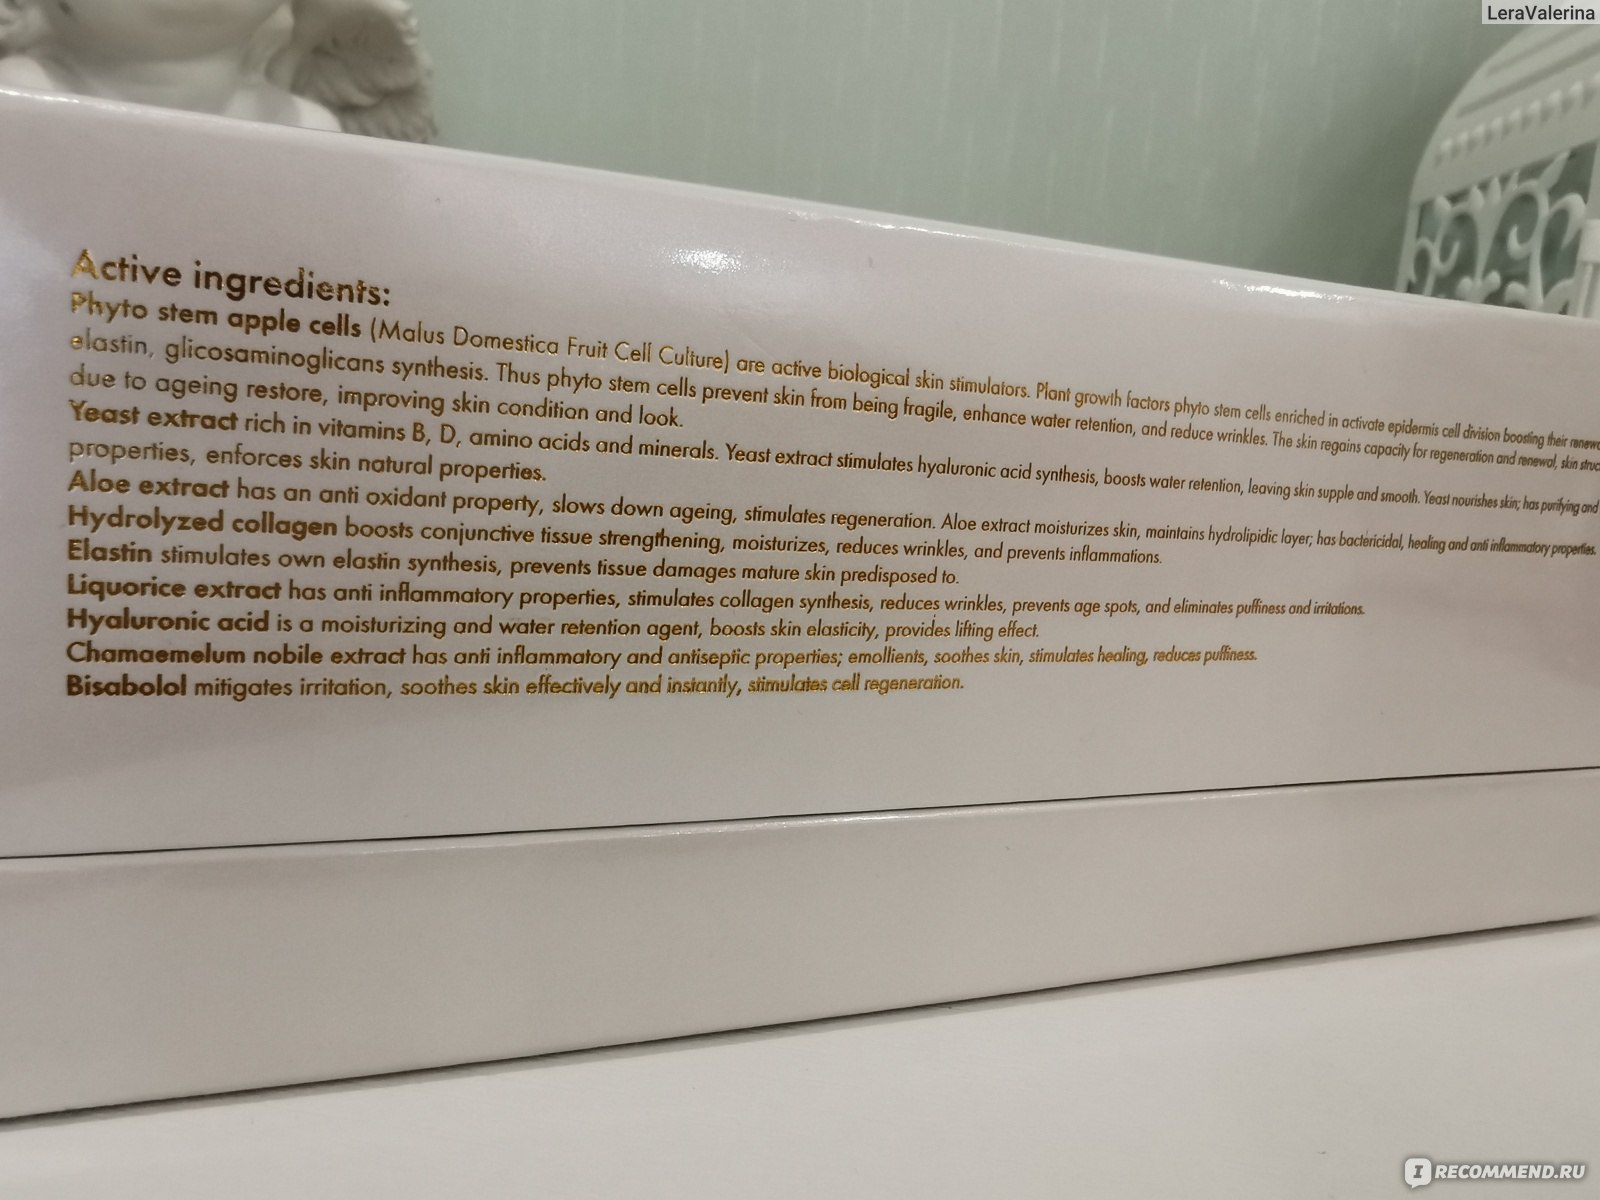 LeraValerina
Active ingredients:
Phyto stem apple cells (Malus Domestica Fruit Cell Culture) are active biological skin stimulators. Plant growth factors phyto stem cells enriched in activate epidermis cell division boosting their
elastin, glicosaminoglicans synthesis. Thus phyto stem cells prevent skin from being fragile, enhance water retention, and reduce wrinkles. The skin regains capacity for regeneration and renewal, skin
due to ageing restore, improving skin condition and look.
Yeast extract rich in vitamins B, D, amino acids and minerals. Yeast extract stimulates hyaluronic acid synthesis, boosts water retention, leaving skin supple and smooth. Yeast nourishes skin; has purifying and
properties, enforces skin natural properties.
Aloe extract has an anti oxidant property, slows down ageing, stimulates regeneration. Aloe extract moisturizes skin, maintains hydrolipidic layer; has bactericidal, healing and anti inflammatory properties.
Hydrolyzed collagen boosts conjunctive tissue strengthening, moisturizes, reduces wrinkles, and prevents inflammations.
Elastin stimulates own elastin synthesis, prevents tissue damages mature skin predisposed to.
Liquorice extract has anti inflammatory properties, stimulates collagen synthesis, reduces wrinkles, prevents age spots, and eliminates puffiness and irritations.
Hyaluronic acid is a moisturizing and water retention agent, boosts skin elasticity, provides lifting effect.
Chamaemelum nobile extract has anti inflammatory and antiseptic properties; emollients, soothes skin, stimulates healing, reduces puffiness.
Bisabolol mitigates irritation, soothes skin effectively and instantly, stimulates cell regeneration.
IRECOMMEND.RU